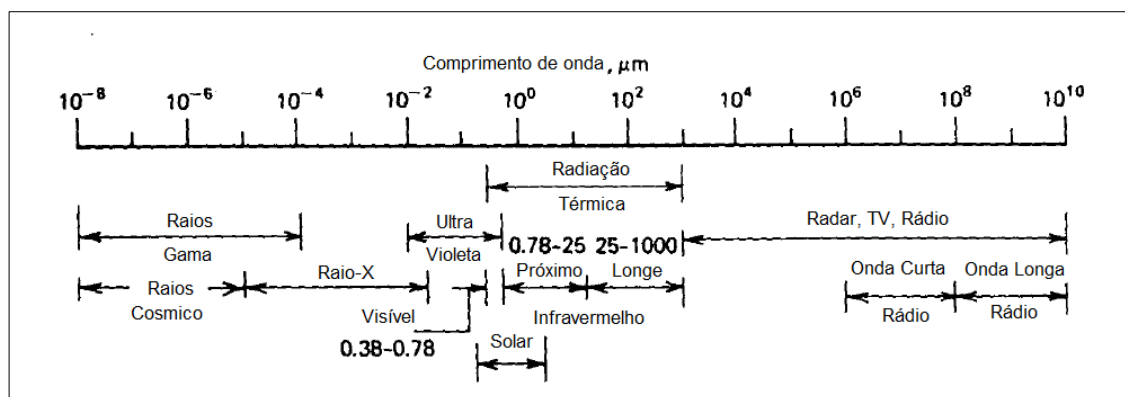 Comprimento de onda, μm
10⁻⁸ 10⁻⁶ 10⁻⁴ 10⁻² 10⁰ 10² 10⁴ 10⁶ 10⁸ 10¹⁰
Radiação
Térmica
Raios
Gama
Ultra
Violeta
0.78-25 25-1000
Radar, TV, Rádio
Raios
Cosmico
Raio-X
Visível
0.38-0.78
Próximo Longe
Infravermelho
Solar
Onda Curta
Rádio
Onda Longa
Rádio